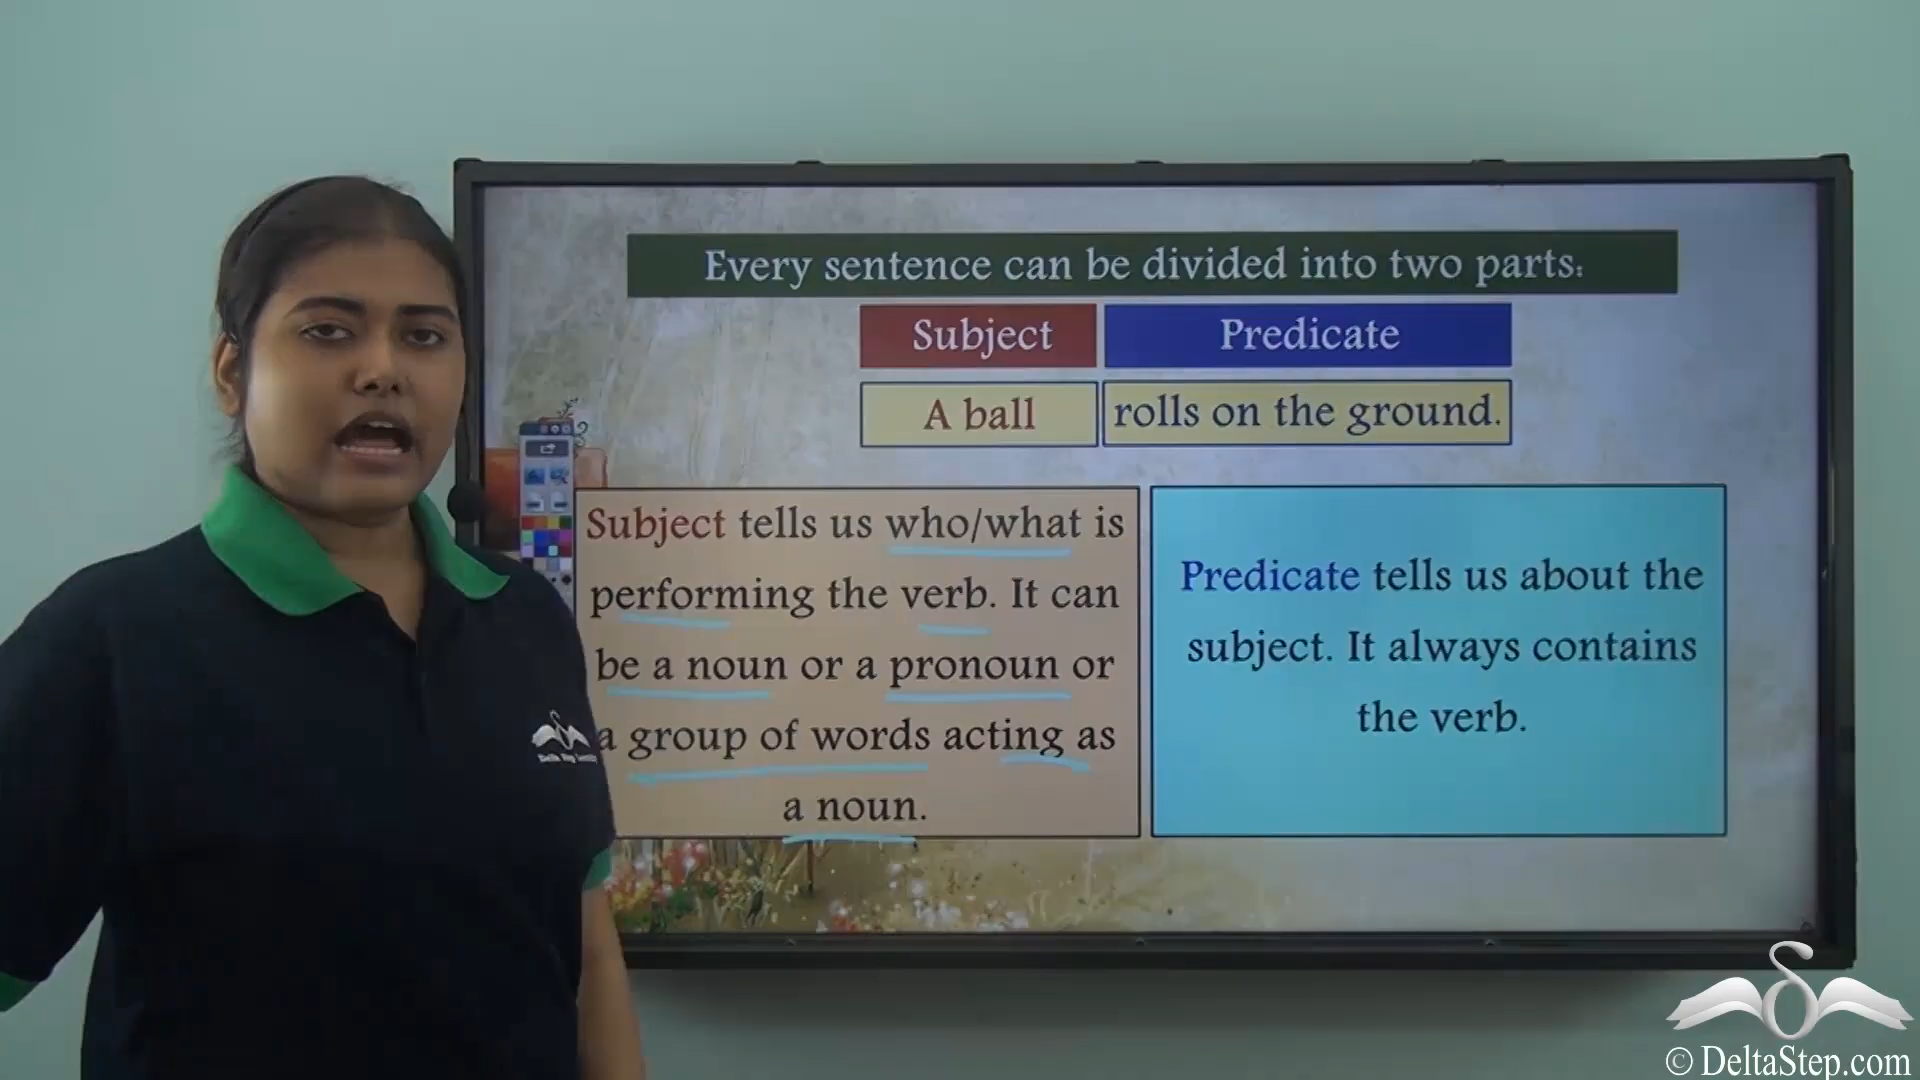 Every sentence can be divided into two parts:
Subject
Predicate
A ball
rolls on the ground.
Subject tells us who/what is
performing the verb. It can
be a noun or a pronoun or
a group of words acting as
a noun.
Predicate tells us about the
subject. It always contains
the verb.
© DeltaStep.com